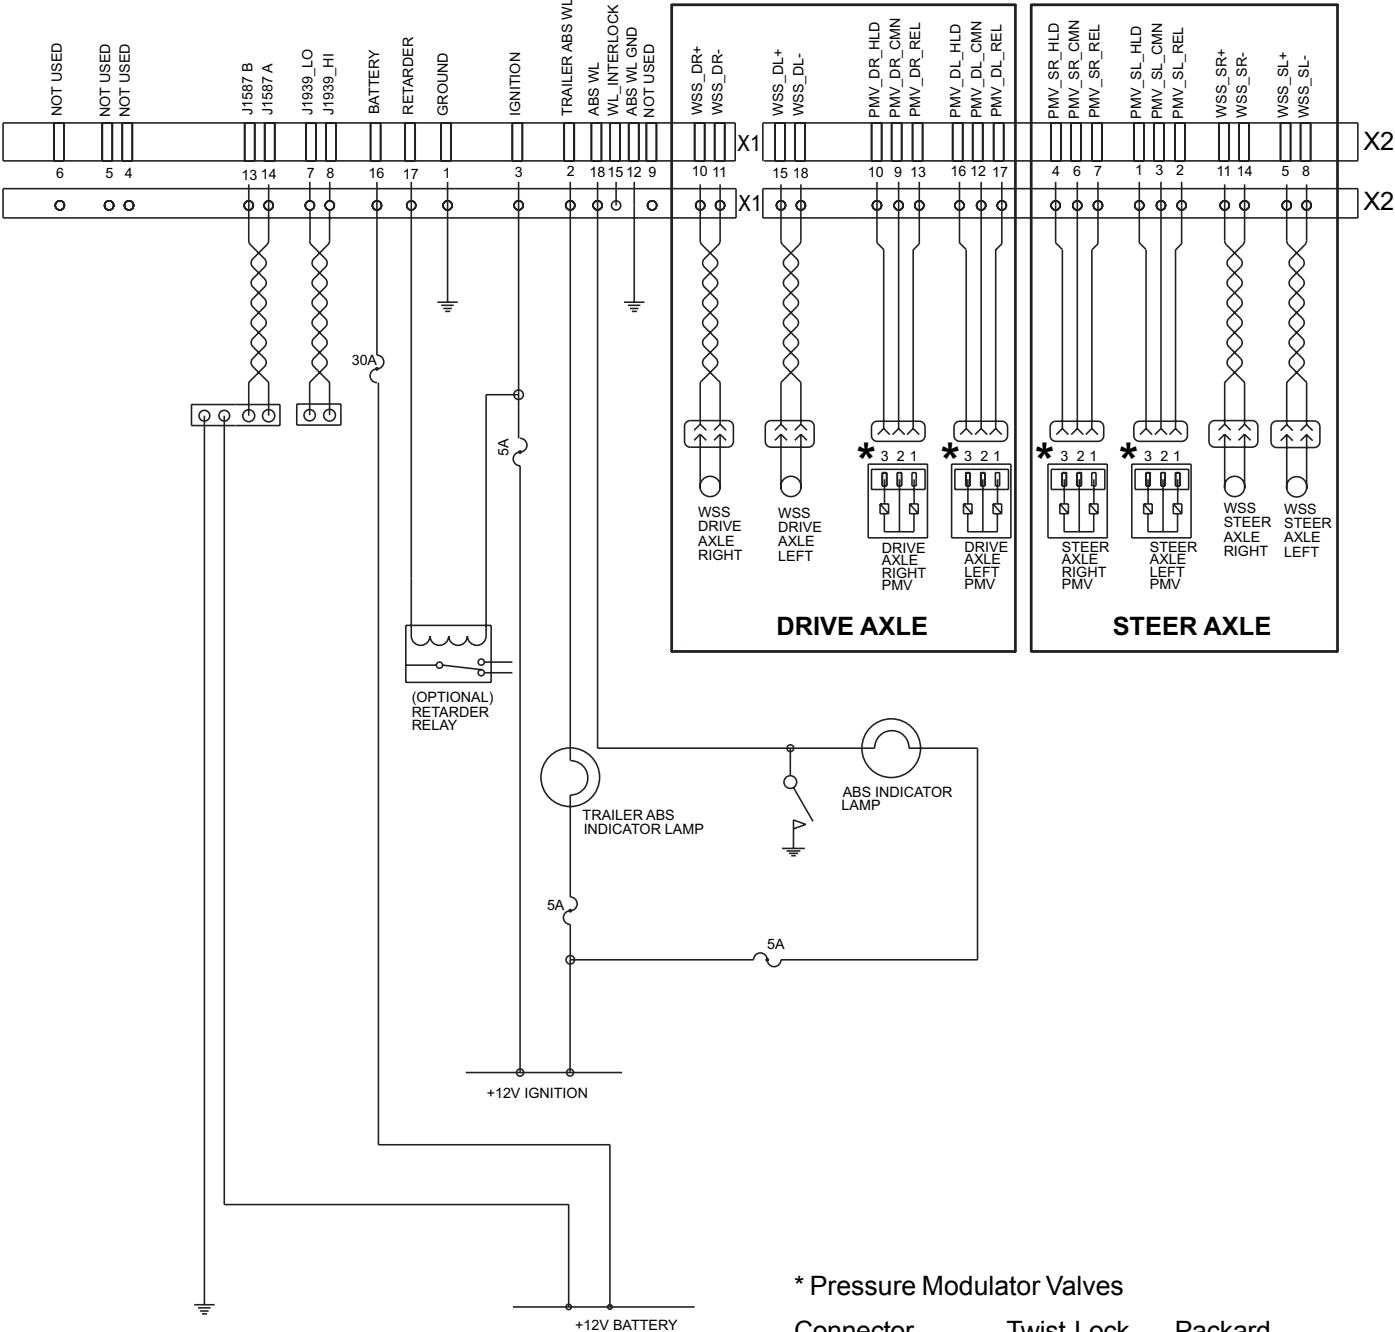 NOT USED
NOT USED
NOT USED
J1587 B
J1587 A
J1939_LO
J1939_HI
BATTERY
RETARDER
GROUND
IGNITION
TRAILER ABS WL
ABS WL
WL_INTERLOCK
ABS WL GND
NOT USED
WSS_DR+
WSS_DR-
WSS_DL+
WSS_DL-
PMV_DR_HLD
PMV_DR_CMN
PMV_DR_REL
PMV_DL_HLD
PMV_DL_CMN
PMV_DL_REL
PMV_SR_HLD
PMV_SR_CMN
PMV_SR_REL
PMV_SL_HLD
PMV_SL_CMN
PMV_SL_REL
WSS_SR+
WSS_SR-
WSS_SL+
WSS_SL-
X1
X2
6 5 4 13 14 7 8 16 17 1 3 2 18 15 12 9 10 11 15 18 10 9 13 16 12 17 4 6 7 1 3 2 11 14 5 8
X1
X2
30A
5A
* 3 2 1
* 3 2 1
* 3 2 1
* 3 2 1
WSS
DRIVE
AXLE
RIGHT
WSS
DRIVE
AXLE
LEFT
DRIVE
AXLE
RIGHT
PMV
DRIVE
AXLE
LEFT
PMV
STEER
AXLE
RIGHT
PMV
STEER
AXLE
LEFT
PMV
WSS
STEER
AXLE
RIGHT
WSS
STEER
AXLE
LEFT
DRIVE AXLE
STEER AXLE
(OPTIONAL)
RETARDER
RELAY
TRAILER ABS
INDICATOR LAMP
ABS INDICATOR
LAMP
5A
5A
+12V IGNITION
+12V BATTERY
* Pressure Modulator Valves
Connector Twist-Lock Packard